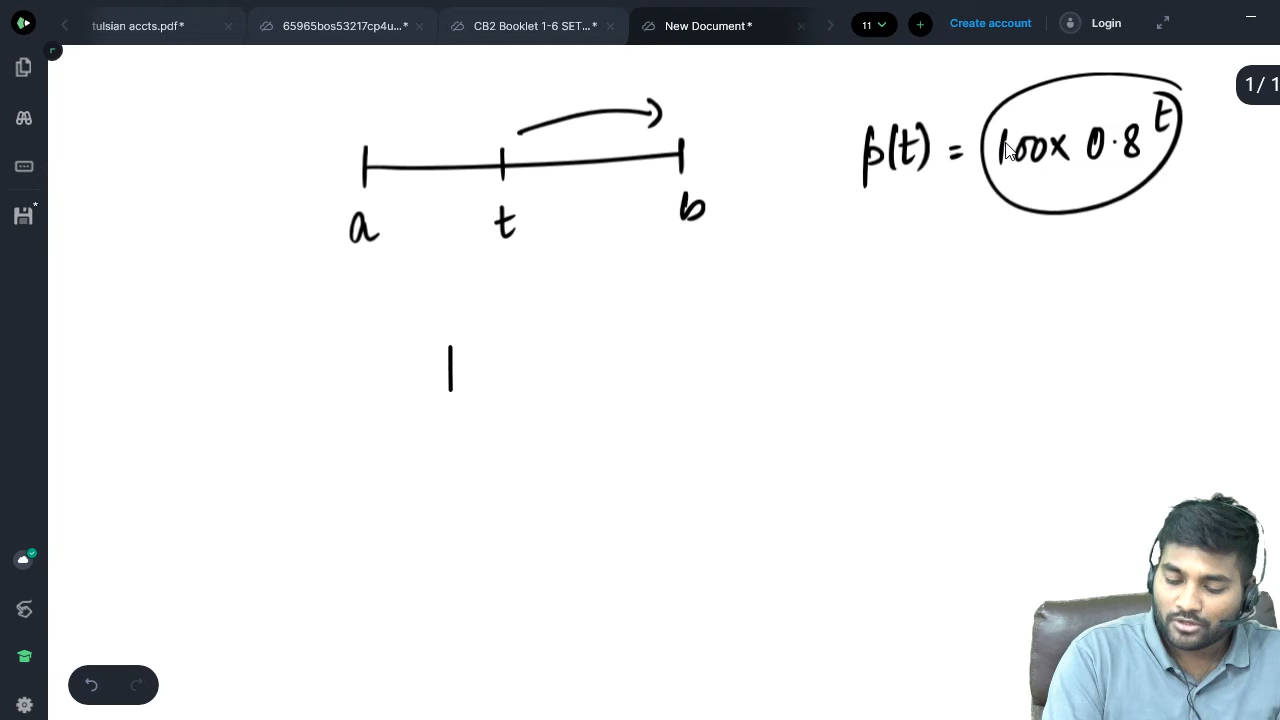 tulsian accts.pdf*
65965bos53217cp4u...*
CB2 Booklet 1-6 SET...*
New Document*
11
Create account
Login
1/1
ρ(t) = 100x 0.8^t
a
t
b